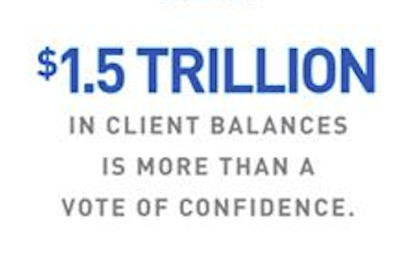 $1.5 TRILLION
IN CLIENT BALANCES
IS MORE THAN A
VOTE OF CONFIDENCE.